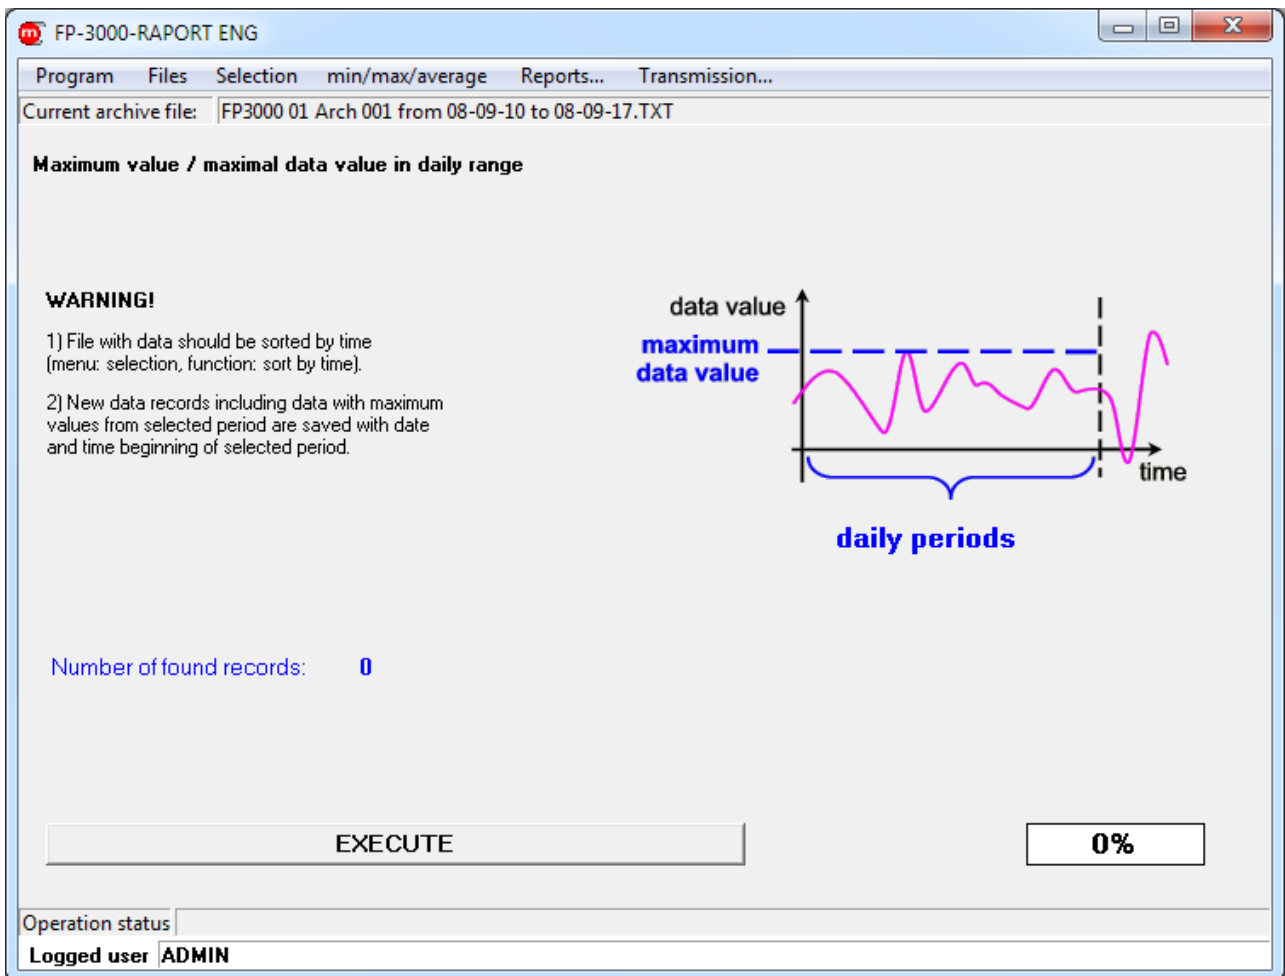 FP-3000-RAPORT ENG
Program Files Selection min/max/average Reports... Transmission...
Current archive file: FP3000 01 Arch 001 from 08-09-10 to 08-09-17.TXT
Maximum value / maximal data value in daily range
WARNING!
1) File with data should be sorted by time
(menu: selection, function: sort by time).
2) New data records including data with maximum
values from selected period are saved with date
and time beginning of selected period.
data value
maximum
data value
time
daily periods
Number of found records: 0
EXECUTE 0%
Operation status
Logged user ADMIN